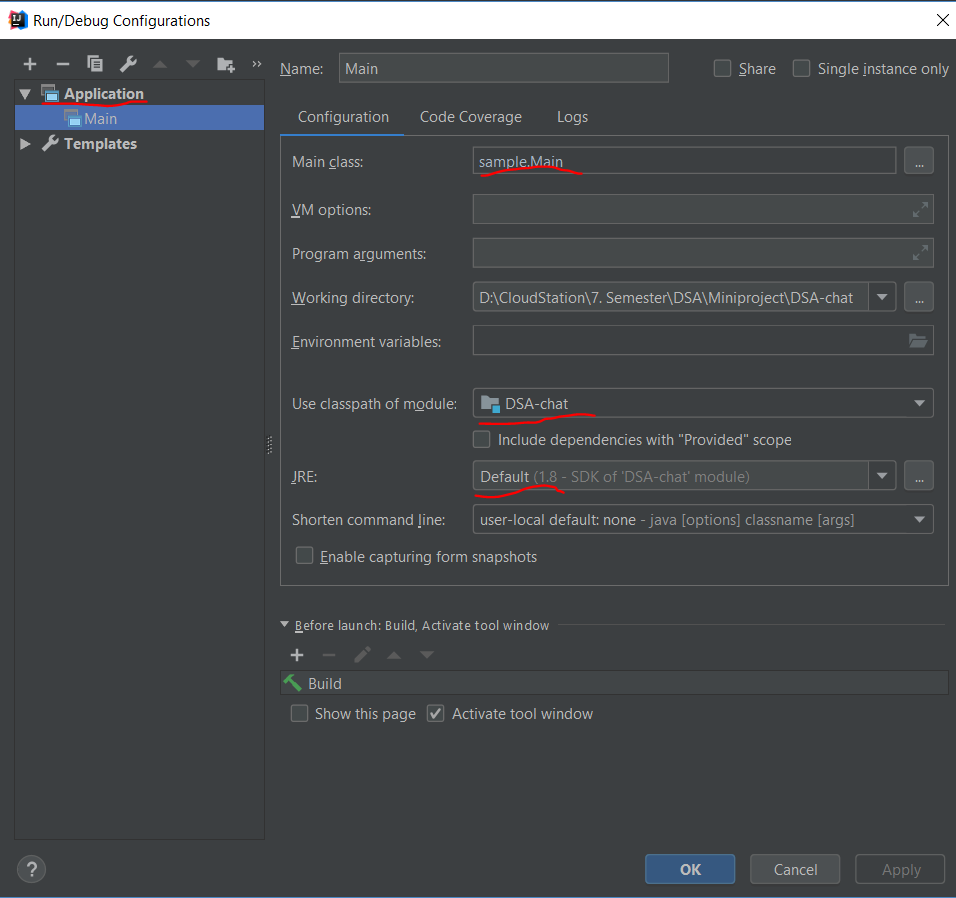 Run/Debug Configurations
Application
Main
Templates
Name: Main
Share
Single instance only
Configuration Code Coverage Logs
Main class: sample.Main ...
VM options:
Program arguments:
Working directory: D:\CloudStation\7. Semester\DSA\Miniproject\DSA-chat ...
Environment variables:
Use classpath of module: DSA-chat
Include dependencies with "Provided" scope
JRE: Default (1.8 - SDK of 'DSA-chat' module) ...
Shorten command line: user-local default: none - java [options] classname [args]
Enable capturing form snapshots
Before launch: Build, Activate tool window
Build
Show this page Activate tool window
? OK Cancel Apply